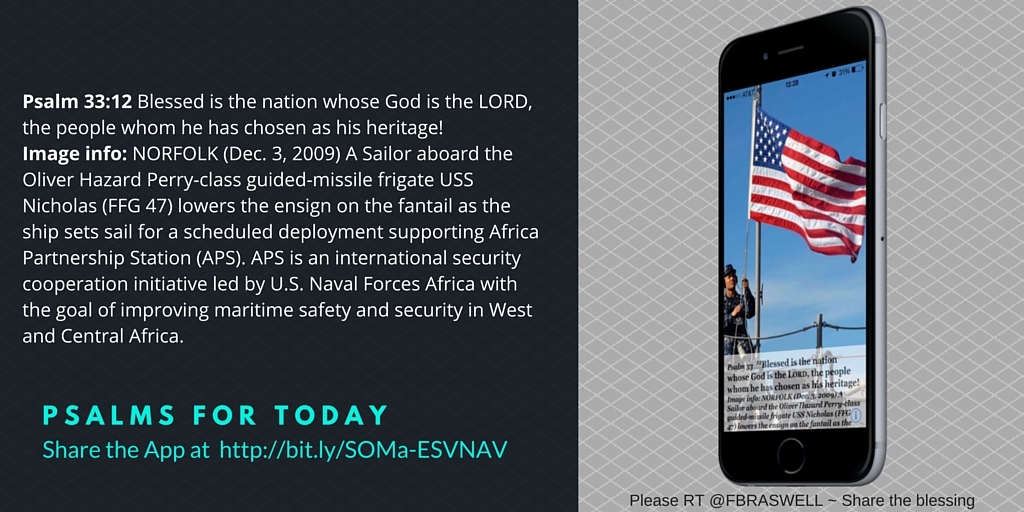 Psalm 33:12 Blessed is the nation whose God is the LORD,
the people whom he has chosen as his heritage!
Image info: NORFOLK (Dec. 3, 2009) A Sailor aboard the
Oliver Hazard Perry-class guided-missile frigate USS
Nicholas (FFG 47) lowers the ensign on the fantail as the
ship sets sail for a scheduled deployment supporting Africa
Partnership Station (APS). APS is an international security
cooperation initiative led by U.S. Naval Forces Africa with
the goal of improving maritime safety and security in West
and Central Africa.
PSALMS FOR TODAY
Share the App at http://bit.ly/SOMa-ESVNAV
AT&T 13:28 31%
Psalm 33 12Blessed is the nation
whose God is the LORD, the people
whom he has chosen as his heritage!
Image info: NORFOLK (Dec. 3, 2009) A
Sailor aboard the Oliver Hazard Perry-class
guided-missile frigate USS Nicholas (FFG
47) lowers the ensign on the fantail as the
Please RT @FBRASWELL ~ Share the blessing